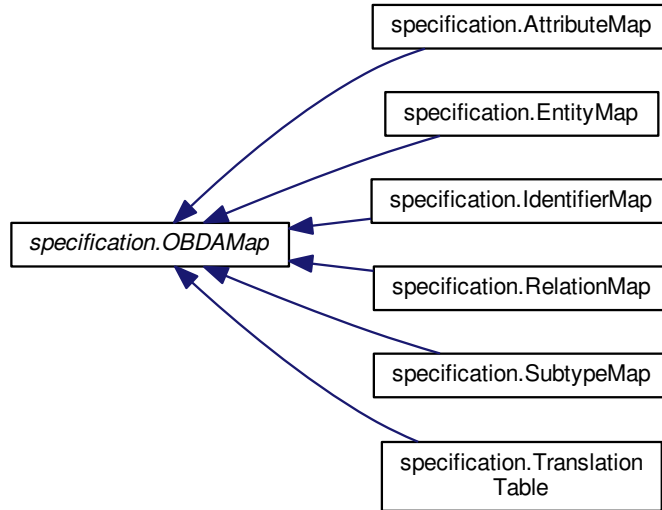 specification.AttributeMap
specification.EntityMap
specification.IdentifierMap
specification.OBDAMap
specification.RelationMap
specification.SubtypeMap
specification.Translation
Table